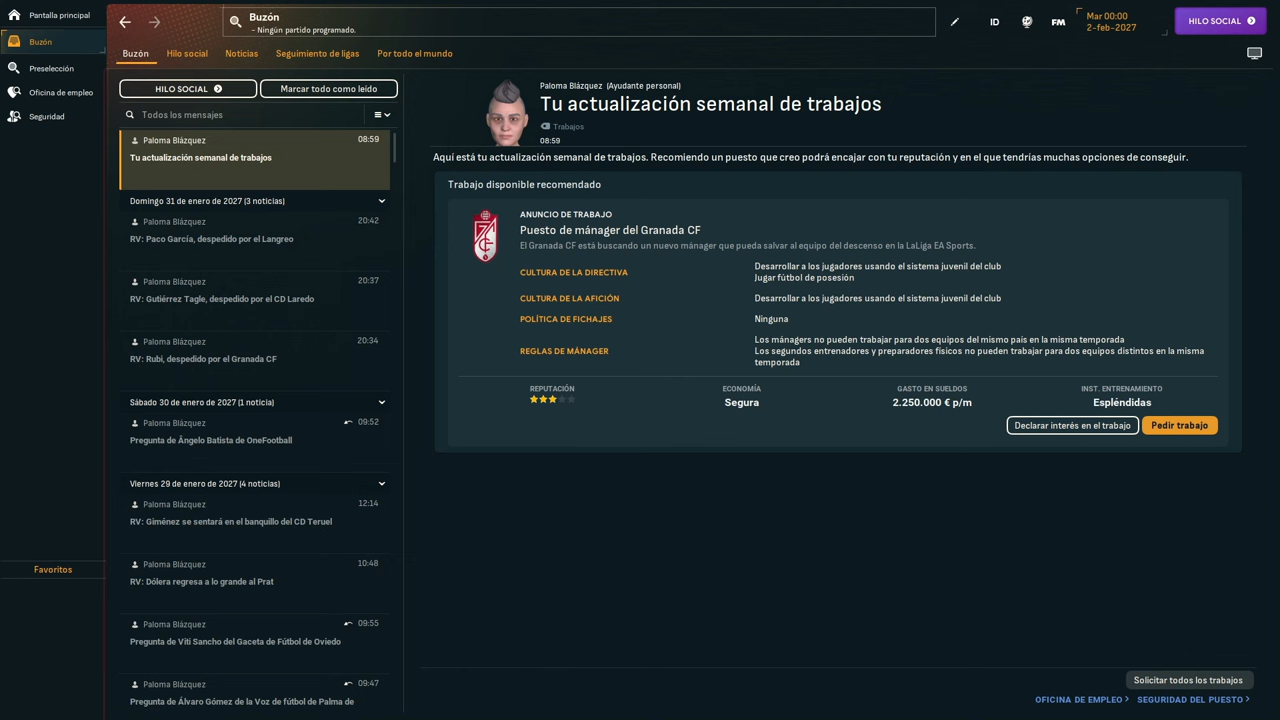 Pantalla principal
Buzón
Preselección
Oficina de empleo
Seguridad
Favoritos
Buzón
- Ningún partido programado.
ID
FM
Mar 00:00
2-feb-2027
HILO SOCIAL
Buzón
Hilo social
Noticias
Seguimiento de ligas
Por todo el mundo
HILO SOCIAL
Marcar todo como leído
Todos los mensajes
Paloma Blázquez
08:59
Tu actualización semanal de trabajos
Domingo 31 de enero de 2027 (3 noticias)
Paloma Blázquez
20:42
RV: Paco García, despedido por el Langreo
Paloma Blázquez
20:37
RV: Gutiérrez Tagle, despedido por el CD Laredo
Paloma Blázquez
20:34
RV: Rubi, despedido por el Granada CF
Sábado 30 de enero de 2027 (1 noticia)
Paloma Blázquez
09:52
Pregunta de Ângelo Batista de OneFootball
Viernes 29 de enero de 2027 (4 noticias)
Paloma Blázquez
12:14
RV: Giménez se sentará en el banquillo del CD Teruel
Paloma Blázquez
10:48
RV: Dólera regresa a lo grande al Prat
Paloma Blázquez
09:55
Pregunta de Viti Sancho del Gaceta de Fútbol de Oviedo
Paloma Blázquez
09:47
Pregunta de Álvaro Gómez de la Voz de fútbol de Palma de
Paloma Blázquez (Ayudante personal)
Tu actualización semanal de trabajos
Trabajos
08:59
Aquí está tu actualización semanal de trabajos. Recomiendo un puesto que creo podrá encajar con tu reputación y en el que tendrías muchas opciones de conseguir.
Trabajo disponible recomendado
ANUNCIO DE TRABAJO
Puesto de mánager del Granada CF
El Granada CF está buscando un nuevo mánager que pueda salvar al equipo del descenso en la LaLiga EA Sports.
CULTURA DE LA DIRECTIVA
Desarrollar a los jugadores usando el sistema juvenil del club
Jugar fútbol de posesión
CULTURA DE LA AFICIÓN
Desarrollar a los jugadores usando el sistema juvenil del club
POLÍTICA DE FICHAJES
Ninguna
REGLAS DE MÁNAGER
Los mánagers no pueden trabajar para dos equipos del mismo país en la misma temporada
Los segundos entrenadores y preparadores físicos no pueden trabajar para dos equipos distintos en la misma
temporada
REPUTACIÓN
ECONOMÍA
Segura
GASTO EN SUELDOS
2.250.000 € p/m
INST. ENTRENAMIENTO
Espléndidas
Declarar interés en el trabajo
Pedir trabajo
Solicitar todos los trabajos
OFICINA DE EMPLEO
SEGURIDAD DEL PUESTO